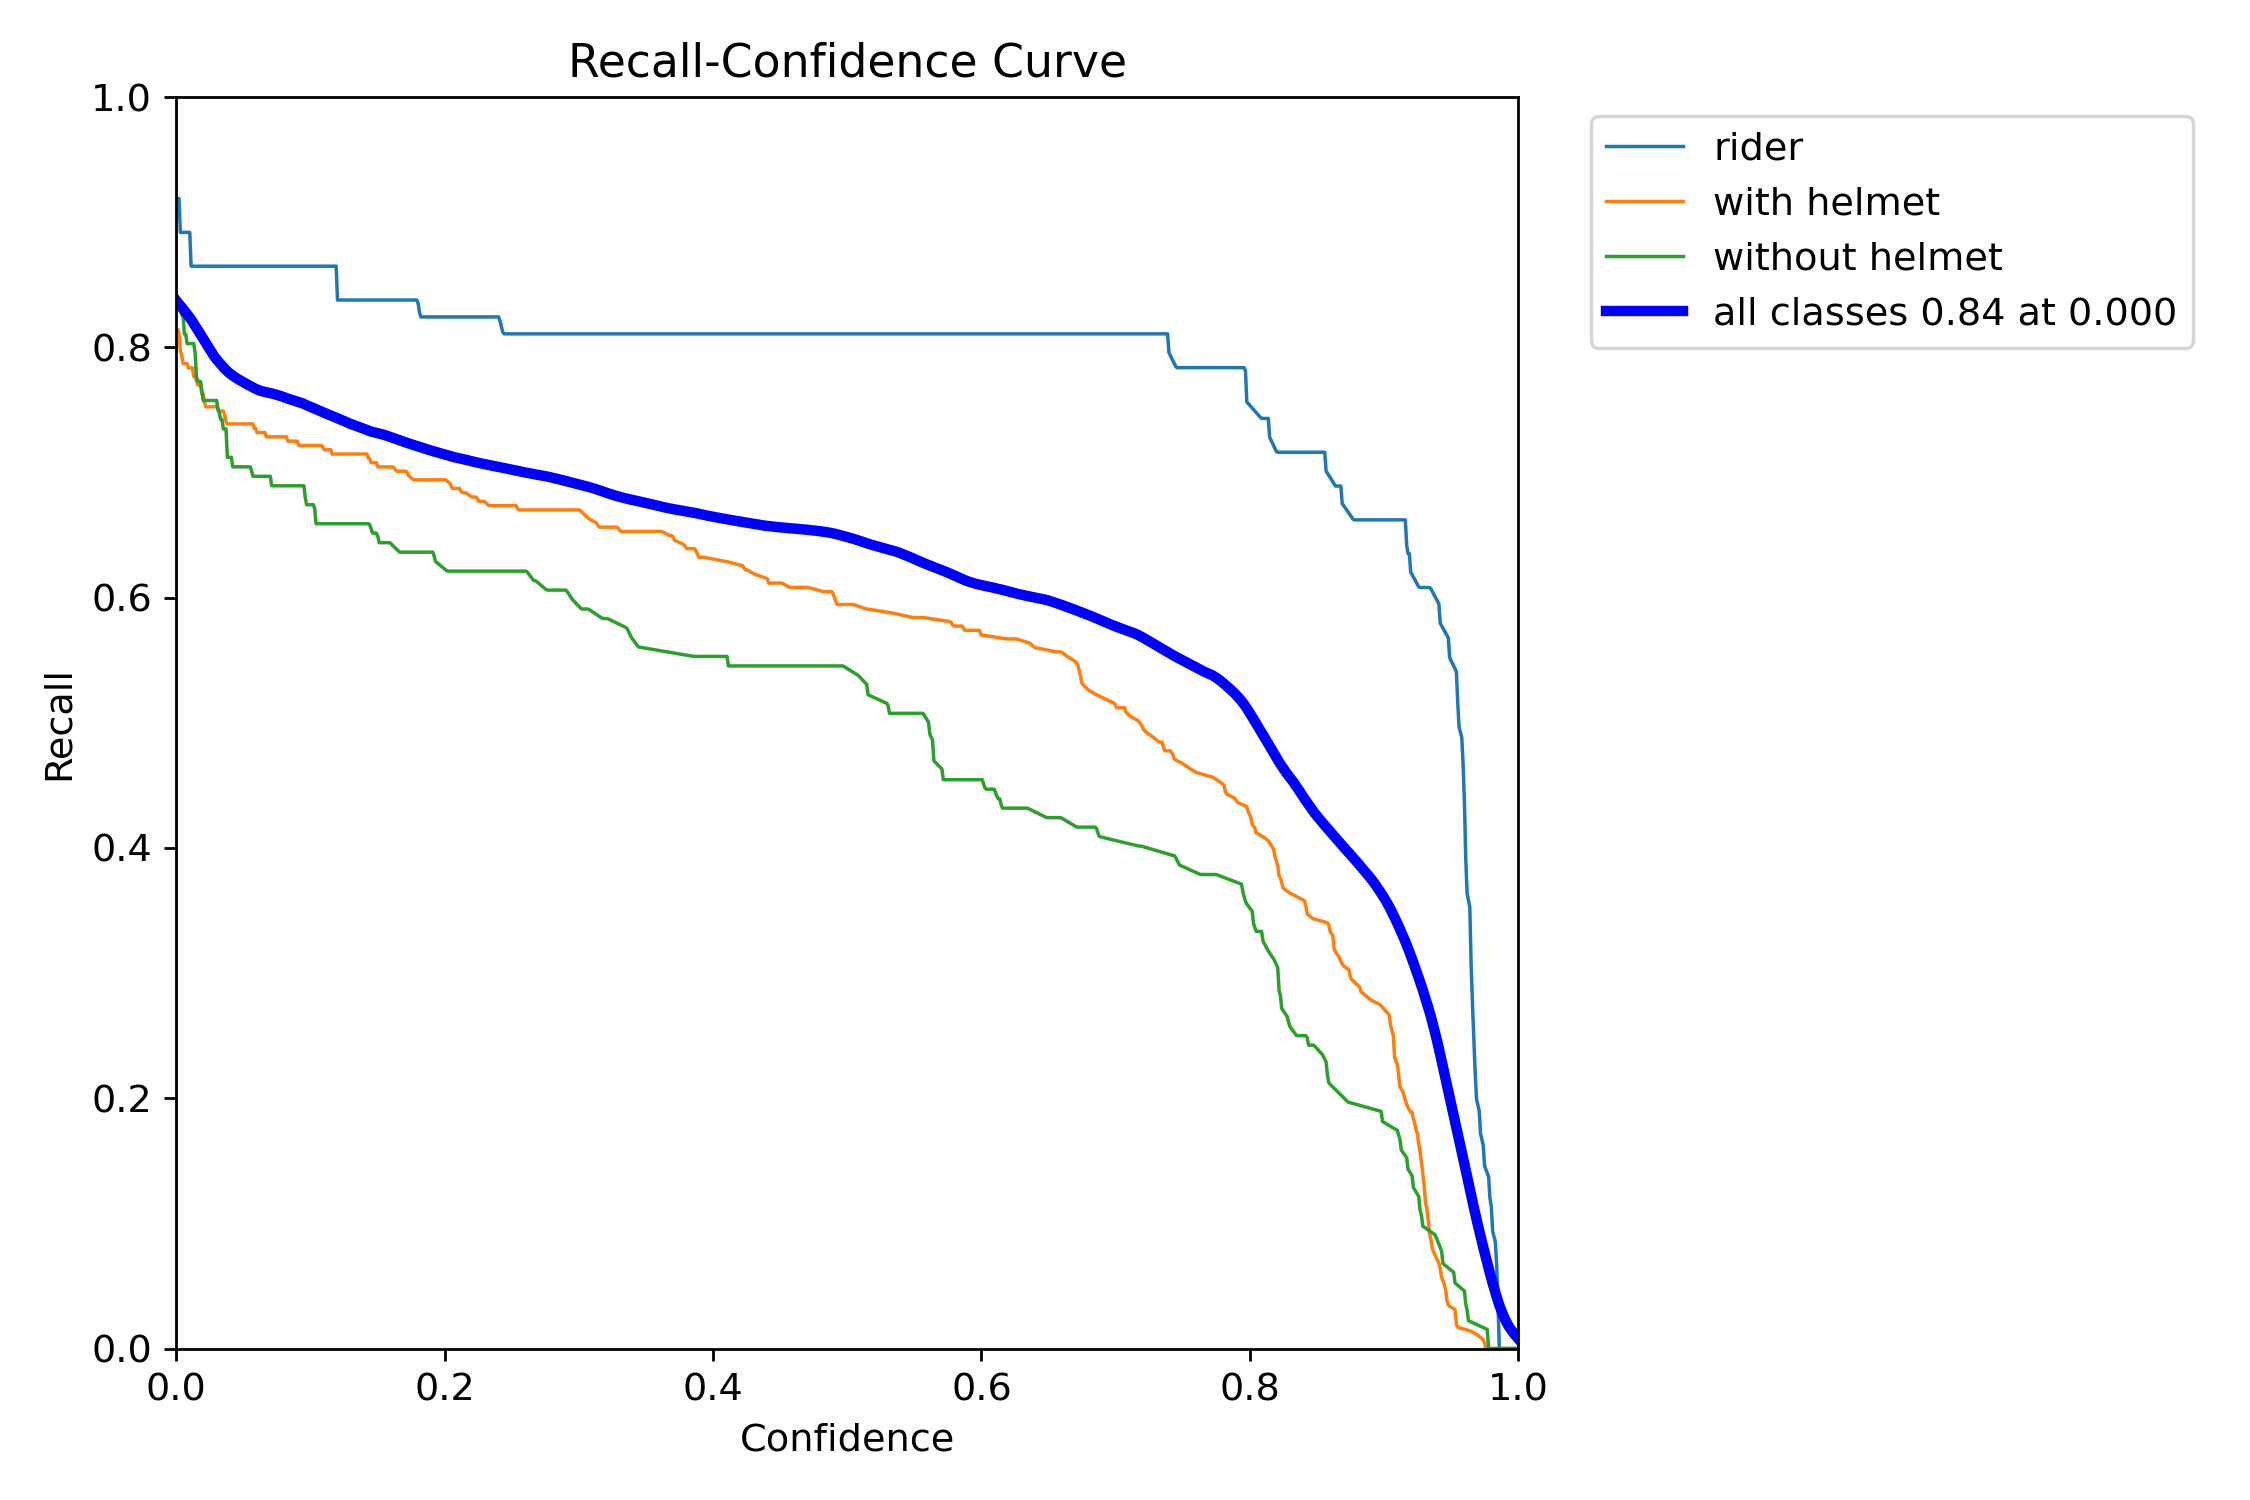 Recall-Confidence Curve
1.0
0.8
0.6
0.4
0.2
0.0
Recall
0.0 0.2 0.4 0.6 0.8 1.0
Confidence
rider
with helmet
without helmet
all classes 0.84 at 0.000